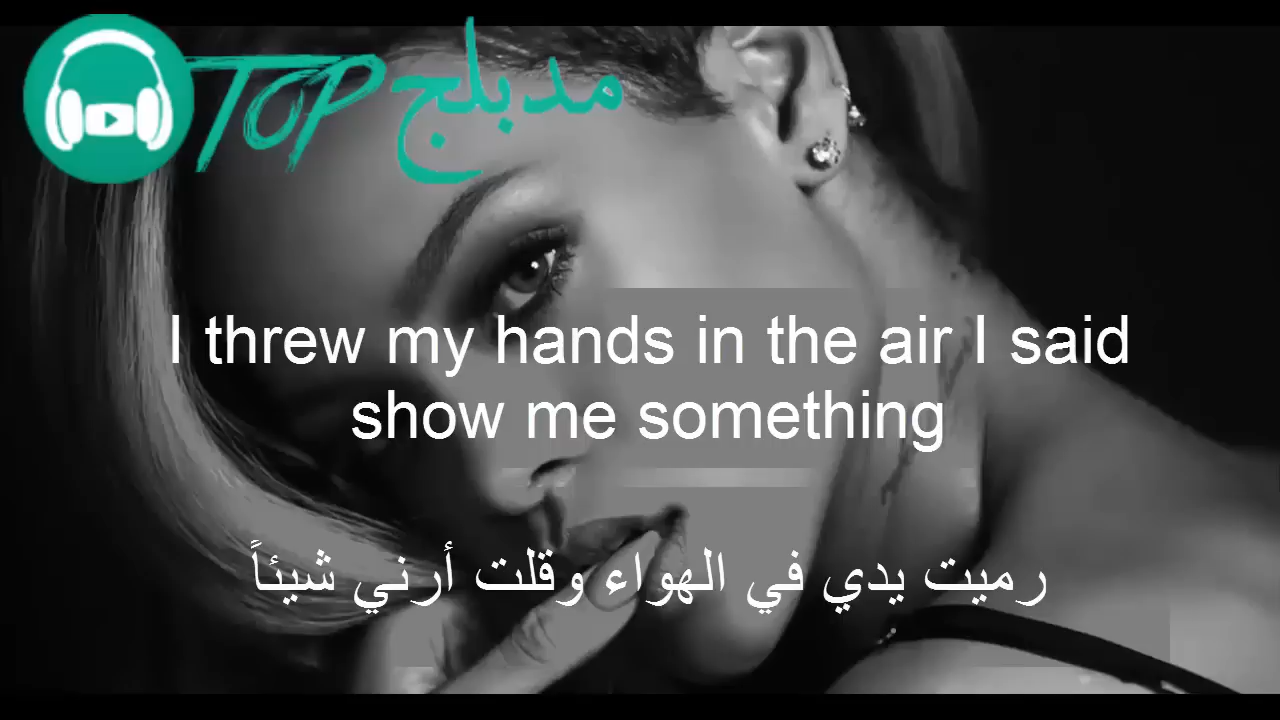 TOP مدبلج
I threw my hands in the air I said
show me something
رميت يدي في الهواء وقلت أرني شيئاً